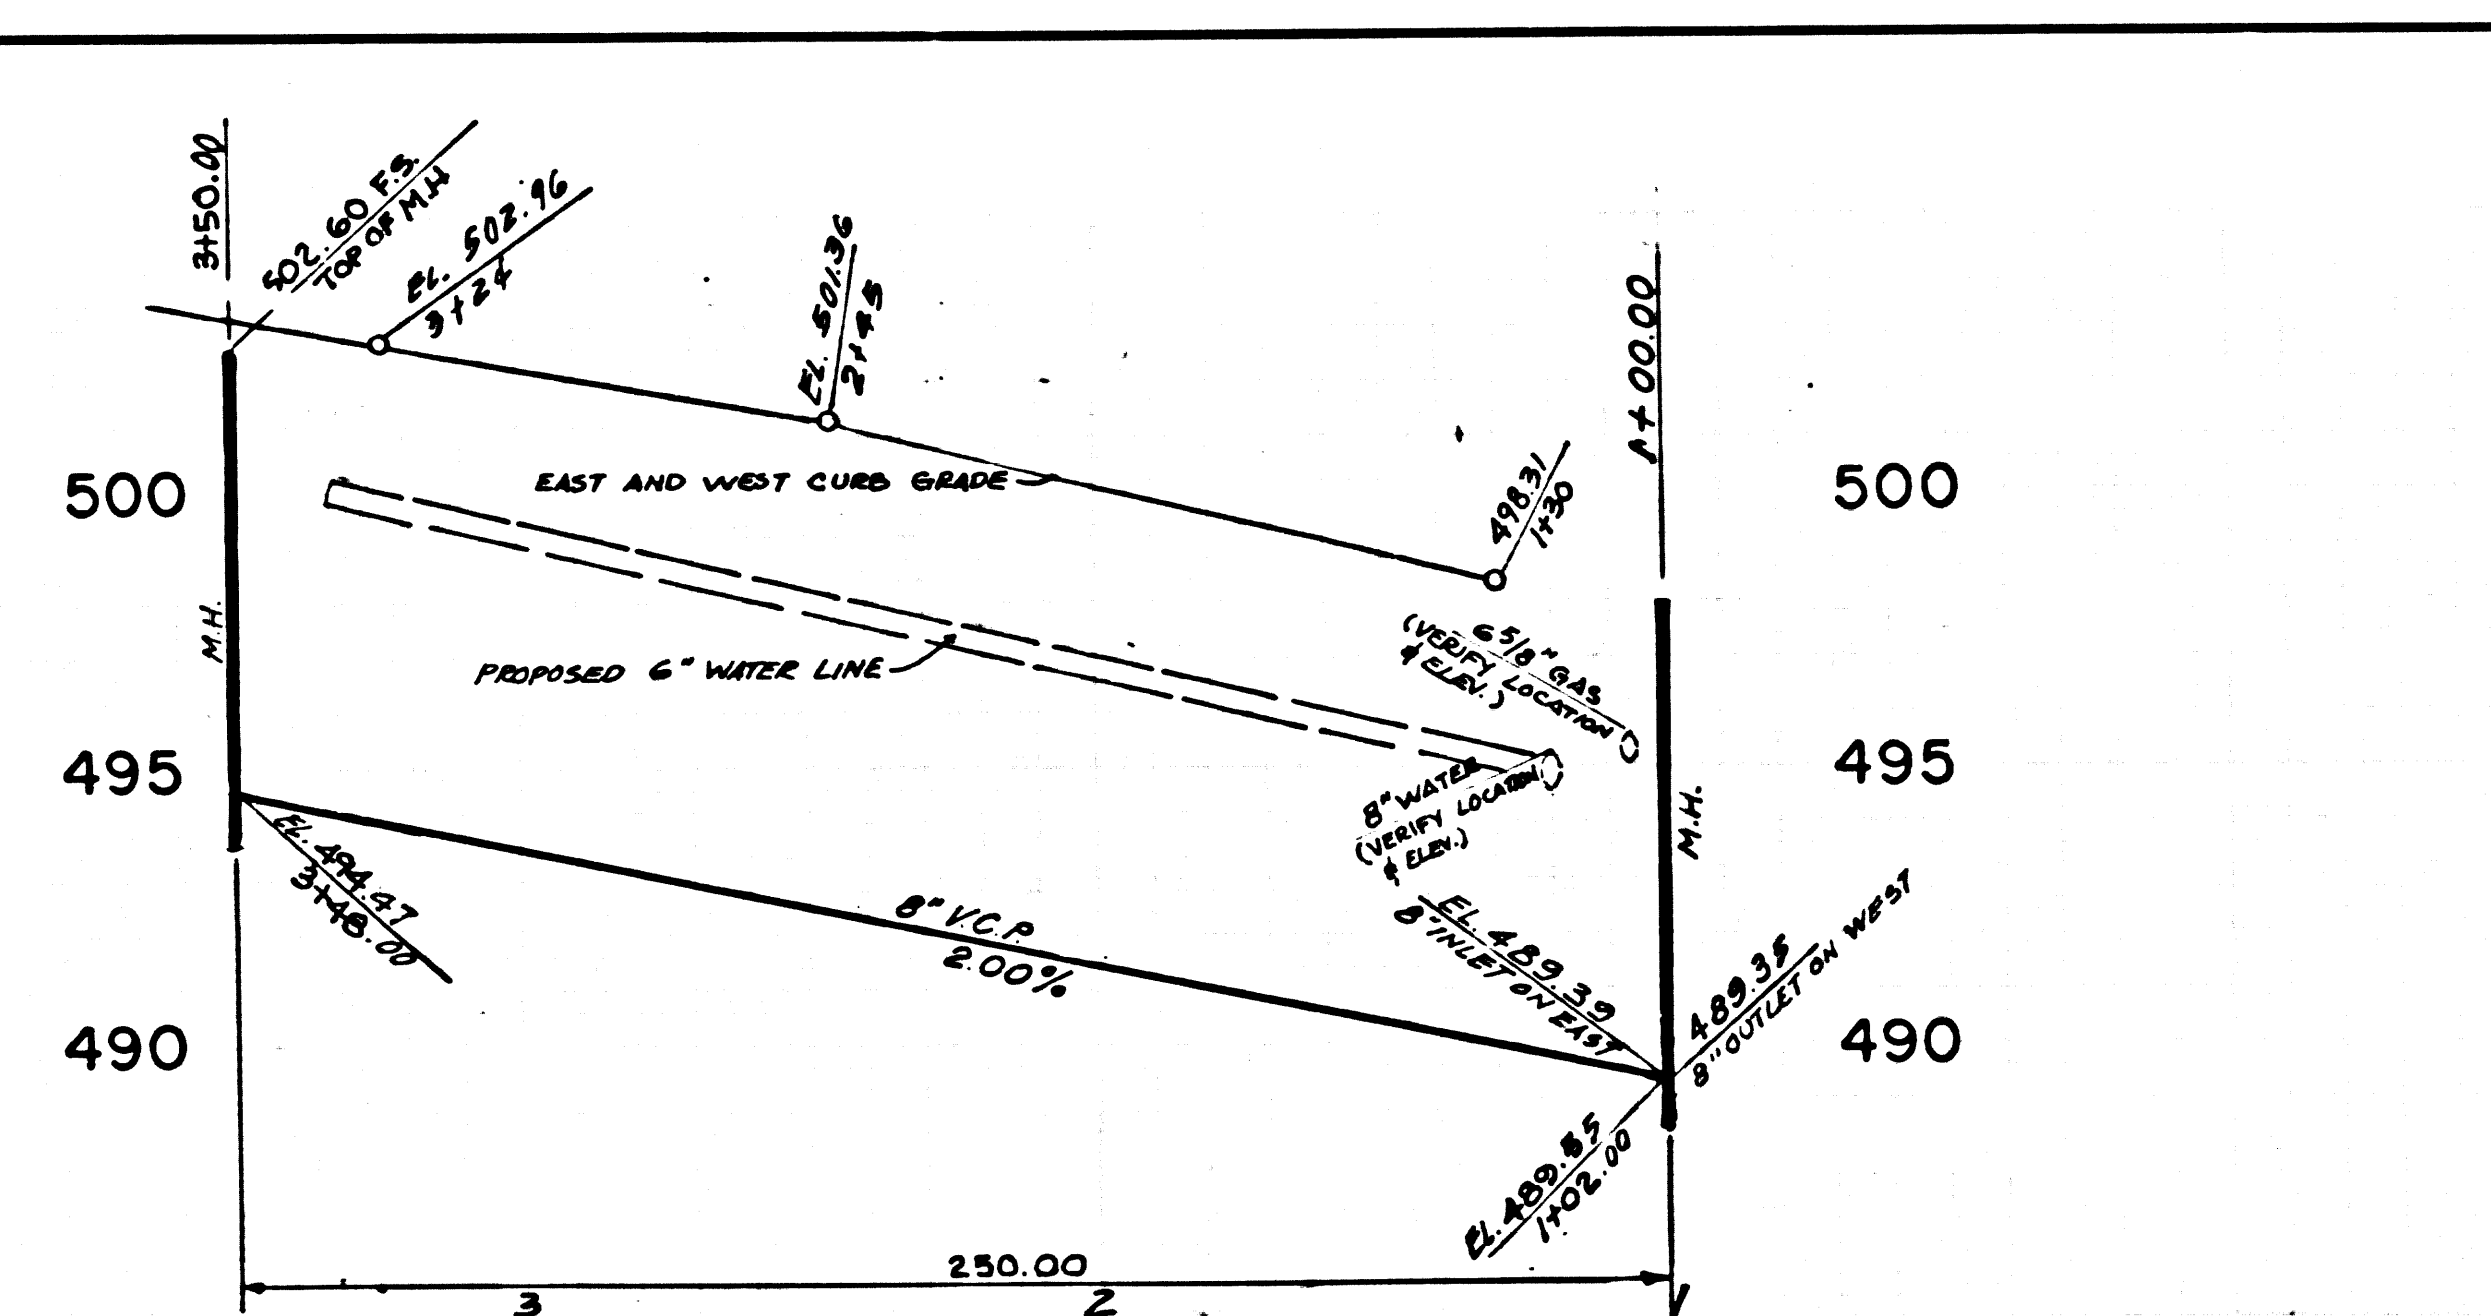 3+50.00
502.60 F.S.
TOP OF M.H
EL. 502.96
3+24
EL. 501.36
2+45
1+00.00
500
EAST AND WEST CURB GRADE
498.31
1+30
500
M.H.
PROPOSED 6" WATER LINE
6 5/8" GAS
(VERIFY LOCATION
& ELEV.)
495
495
8" WATER
(VERIFY LOCATION
& ELEV.)
M.H.
EL. 494.47
3+48.00
8" V.C.P.
2.00%
EL. 489.39
8" INLET ON EAST
489.35
8" OUTLET ON WEST
490
490
EL. 489.55
1+02.00
250.00
3
2
1